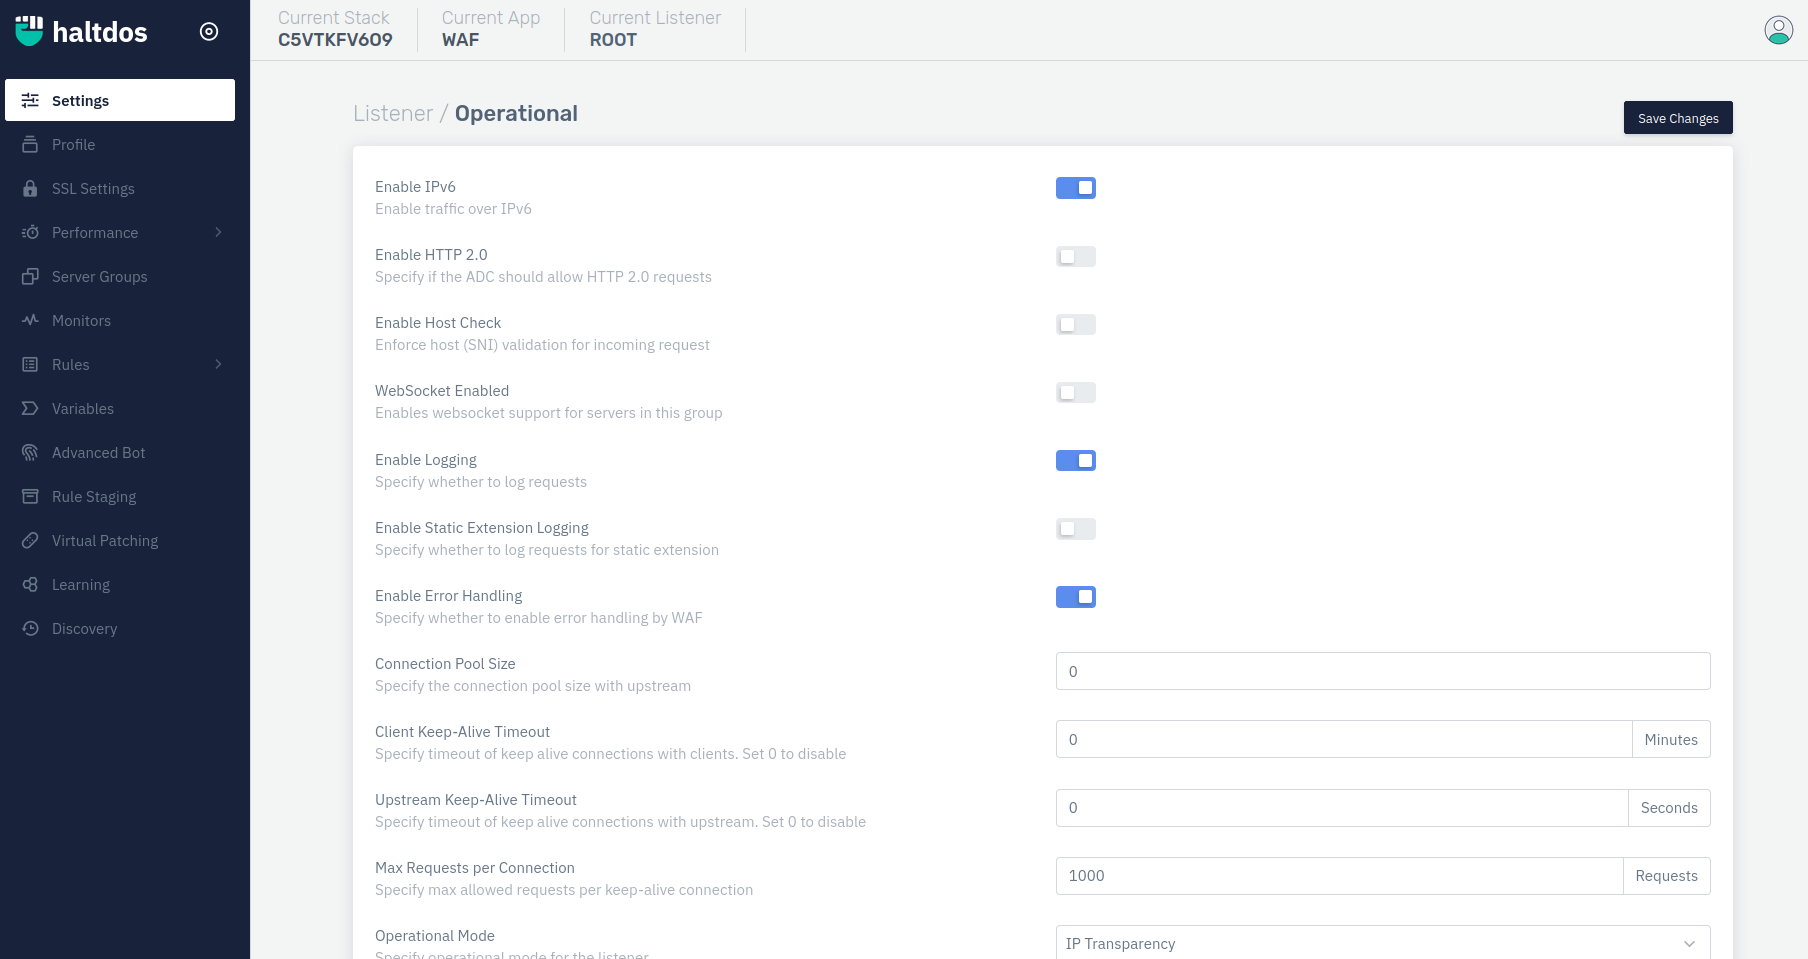 haltdos
Current Stack
C5VTKFV6O9
Current App
WAF
Current Listener
ROOT
Settings
Profile
SSL Settings
Performance
Server Groups
Monitors
Rules
Variables
Advanced Bot
Rule Staging
Virtual Patching
Learning
Discovery
Listener / Operational
Save Changes
Enable IPv6
Enable traffic over IPv6
Enable HTTP 2.0
Specify if the ADC should allow HTTP 2.0 requests
Enable Host Check
Enforce host (SNI) validation for incoming request
WebSocket Enabled
Enables websocket support for servers in this group
Enable Logging
Specify whether to log requests
Enable Static Extension Logging
Specify whether to log requests for static extension
Enable Error Handling
Specify whether to enable error handling by WAF
Connection Pool Size
Specify the connection pool size with upstream
0
Client Keep-Alive Timeout
Specify timeout of keep alive connections with clients. Set 0 to disable
0 Minutes
Upstream Keep-Alive Timeout
Specify timeout of keep alive connections with upstream. Set 0 to disable
0 Seconds
Max Requests per Connection
Specify max allowed requests per keep-alive connection
1000 Requests
Operational Mode
Specify operational mode for the listener
IP Transparency